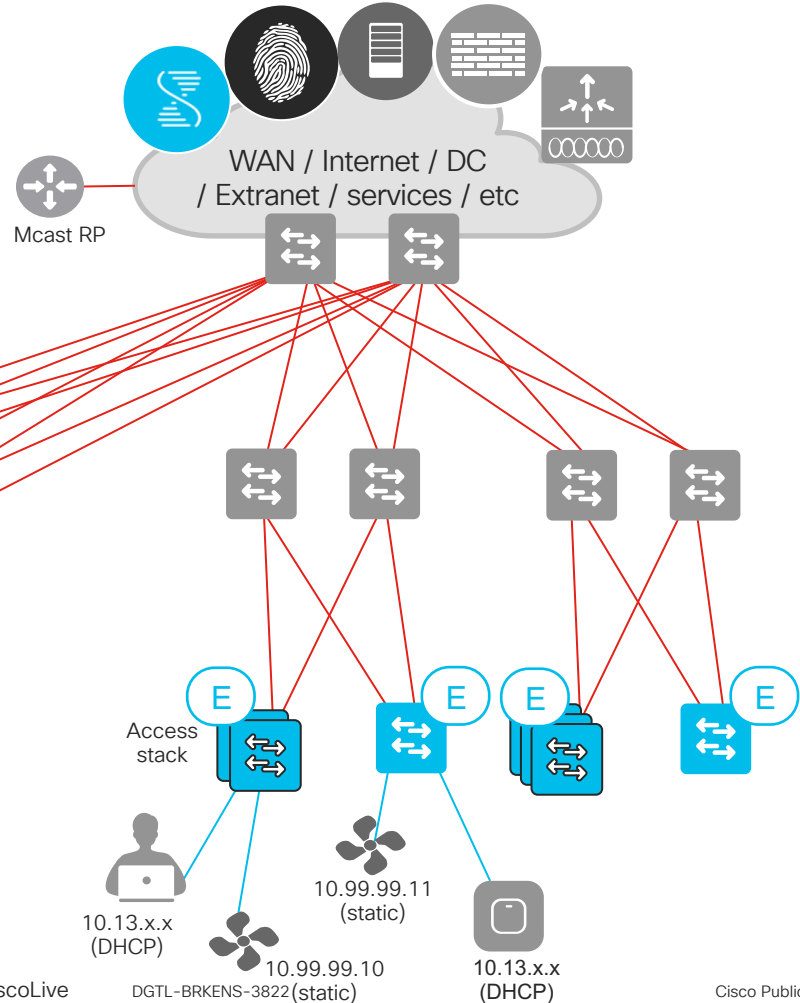 WAN / Internet / DC
/ Extranet / services / etc
Mcast RP
E
E
E
E
Access
stack
10.99.99.11
(static)
10.13.x.x
(DHCP)
10.99.99.10
(static)
10.13.x.x
(DHCP)
scoLive
DGTL-BRKENS-3822
Cisco Public